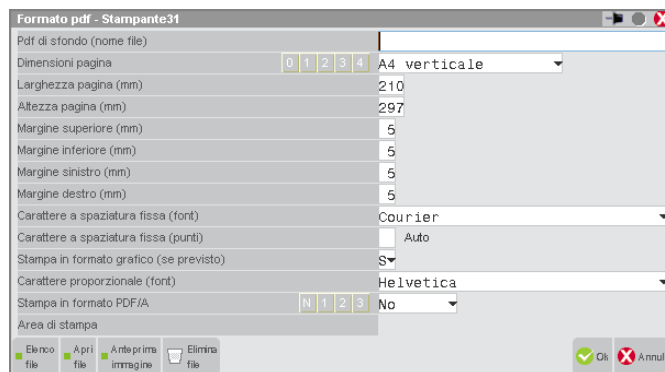 Formato pdf - Stampante31
Pdf di sfondo (nome file)
Dimensioni pagina 0 1 2 3 4 A4 verticale
Larghezza pagina (mm) 210
Altezza pagina (mm) 297
Margine superiore (mm) 5
Margine inferiore (mm) 5
Margine sinistro (mm) 5
Margine destro (mm) 5
Carattere a spaziatura fissa (font) Courier
Carattere a spaziatura fissa (punti) Auto
Stampa in formato grafico (se previsto) S
Carattere proporzionale (font) Helvetica
Stampa in formato PDF/A N 1 2 3 No
Area di stampa
Elenco file Apri file Anteprima immagine Elimina file Ok Annul